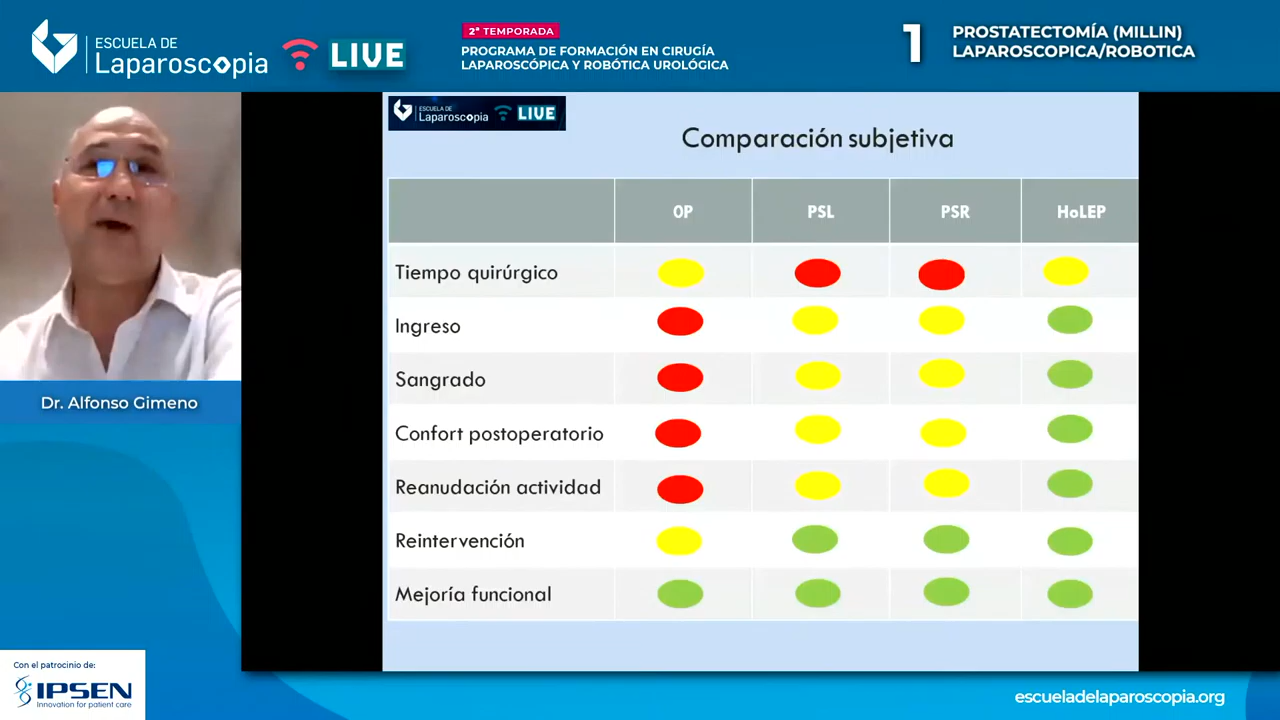 ESCUELA DE
Laparoscopia
LIVE
2ª TEMPORADA
PROGRAMA DE FORMACIÓN EN CIRUGÍA
LAPAROSCÓPICA Y ROBÓTICA UROLÓGICA
1
PROSTATECTOMÍA (MILLIN)
LAPAROSCOPICA/ROBOTICA
ESCUELA DE
Laparoscopia
LIVE
Comparación subjetiva
OP PSL PSR HoLEP
Tiempo quirúrgico
Ingreso
Sangrado
Confort postoperatorio
Reanudación actividad
Reintervención
Mejoría funcional
Dr. Alfonso Gimeno
Con el patrocinio de:
IPSEN
Innovation for patient care
escueladelaparoscopia.org